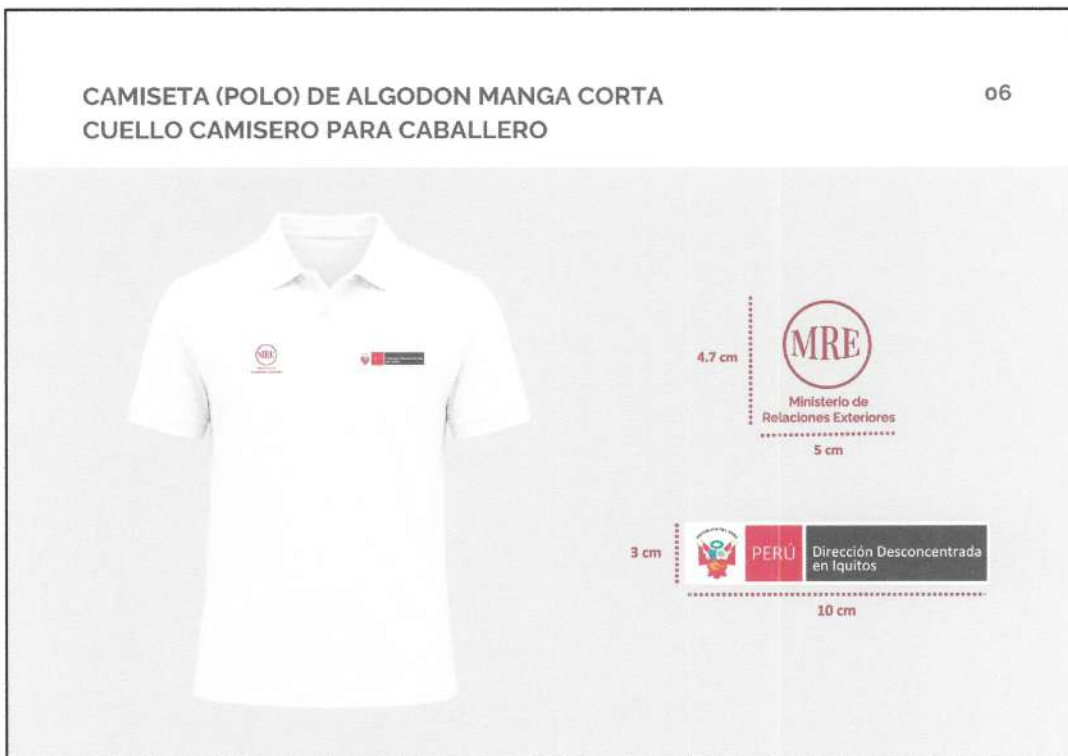 CAMISETA (POLO) DE ALGODON MANGA CORTA
CUELLO CAMISERO PARA CABALLERO
06
MRE
4.7 cm
MRE
Ministerio de
Relaciones Exteriores
5 cm
3 cm
PERÚ
Dirección Desconcentrada
en Iquitos
10 cm